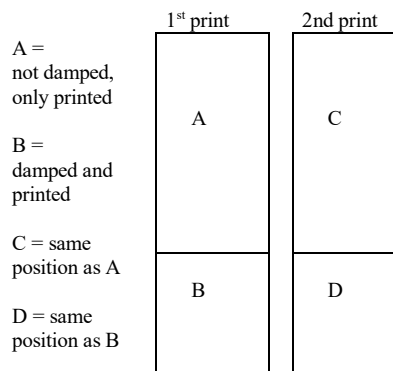 1st print
2nd print
A =
not damped,
only printed
A
C
B =
damped and
printed
C = same
position as A
B
D
D = same
position as B